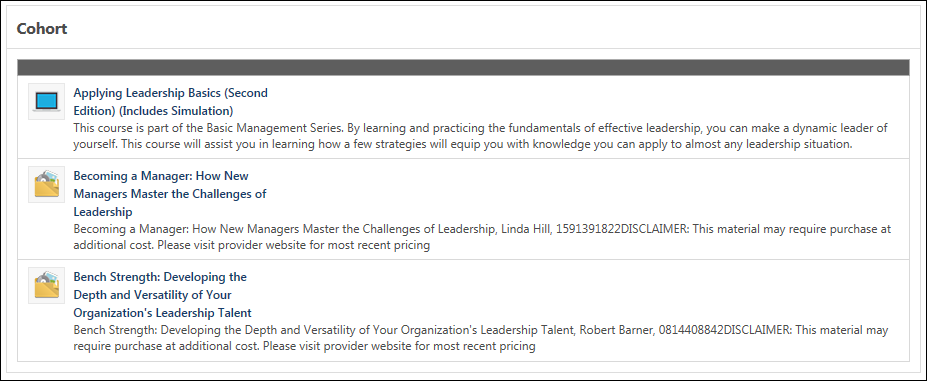 Cohort
Applying Leadership Basics (Second
Edition) (Includes Simulation)
This course is part of the Basic Management Series. By learning and practicing the fundamentals of effective leadership, you can make a dynamic leader of
yourself. This course will assist you in learning how a few strategies will equip you with knowledge you can apply to almost any leadership situation.
Becoming a Manager: How New
Managers Master the Challenges of
Leadership
Becoming a Manager: How New Managers Master the Challenges of Leadership, Linda Hill, 1591391822DISCLAIMER: This material may require purchase at
additional cost. Please visit provider website for most recent pricing
Bench Strength: Developing the
Depth and Versatility of Your
Organization's Leadership Talent
Bench Strength: Developing the Depth and Versatility of Your Organization's Leadership Talent, Robert Barner, 0814408842DISCLAIMER: This material may
require purchase at additional cost. Please visit provider website for most recent pricing